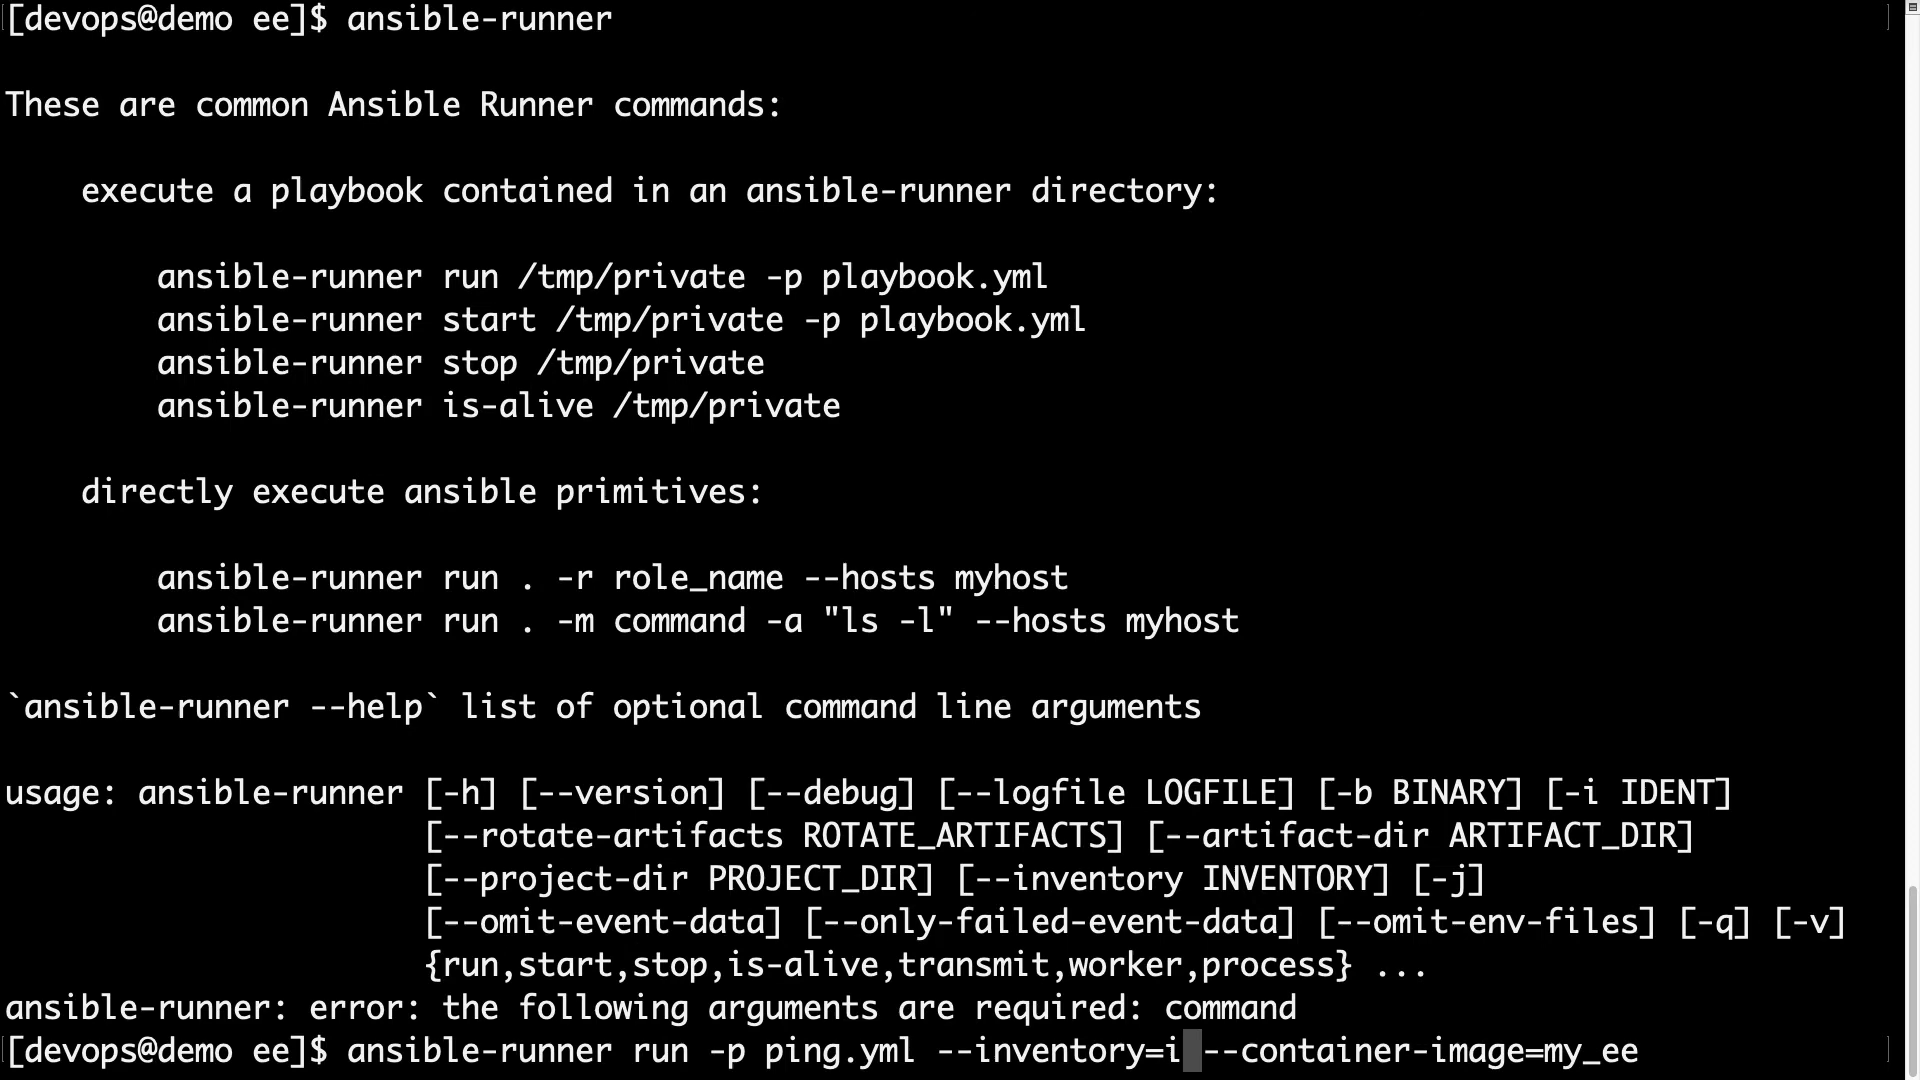 [devops@demo ee]$ ansible-runner
These are common Ansible Runner commands:
execute a playbook contained in an ansible-runner directory:
ansible-runner run /tmp/private -p playbook.yml
ansible-runner start /tmp/private -p playbook.yml
ansible-runner stop /tmp/private
ansible-runner is-alive /tmp/private
directly execute ansible primitives:
ansible-runner run . -r role_name --hosts myhost
ansible-runner run . -m command -a "ls -l" --hosts myhost
`ansible-runner --help` list of optional command line arguments
usage: ansible-runner [-h] [--version] [--debug] [--logfile LOGFILE] [-b BINARY] [-i IDENT]
[--rotate-artifacts ROTATE_ARTIFACTS] [--artifact-dir ARTIFACT_DIR]
[--project-dir PROJECT_DIR] [--inventory INVENTORY] [-j]
[--omit-event-data] [--only-failed-event-data] [--omit-env-files] [-q] [-v]
{run,start,stop,is-alive,transmit,worker,process} ...
ansible-runner: error: the following arguments are required: command
[devops@demo ee]$ ansible-runner run -p ping.yml --inventory=i --container-image=my_ee